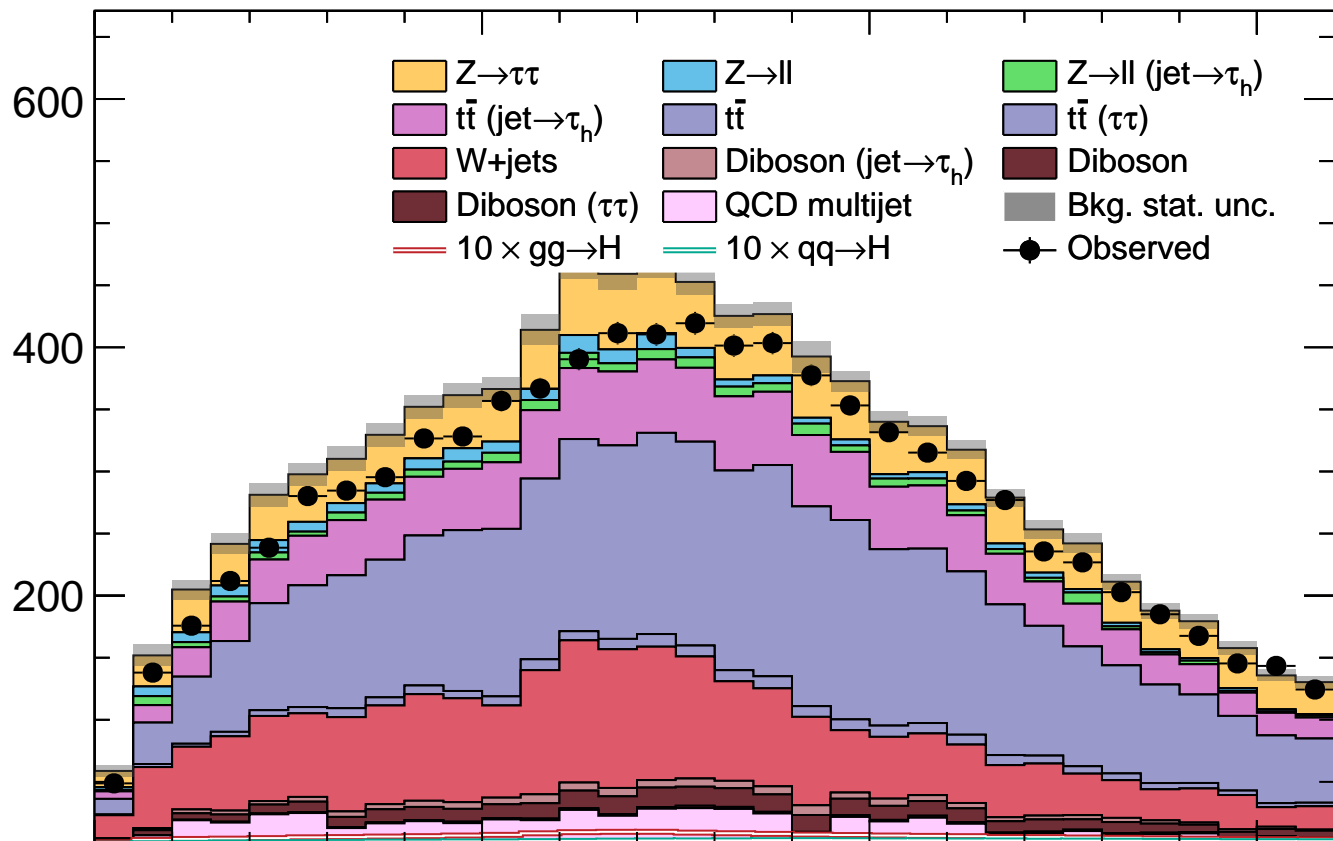 600
400
200
Z→ττ Z→ll Z→ll (jet→τh)
tt̄ (jet→τh) tt̄ tt̄ (ττ)
W+jets Diboson (jet→τh) Diboson
Diboson (ττ) QCD multijet Bkg. stat. unc.
10 × gg→H 10 × qq→H Observed